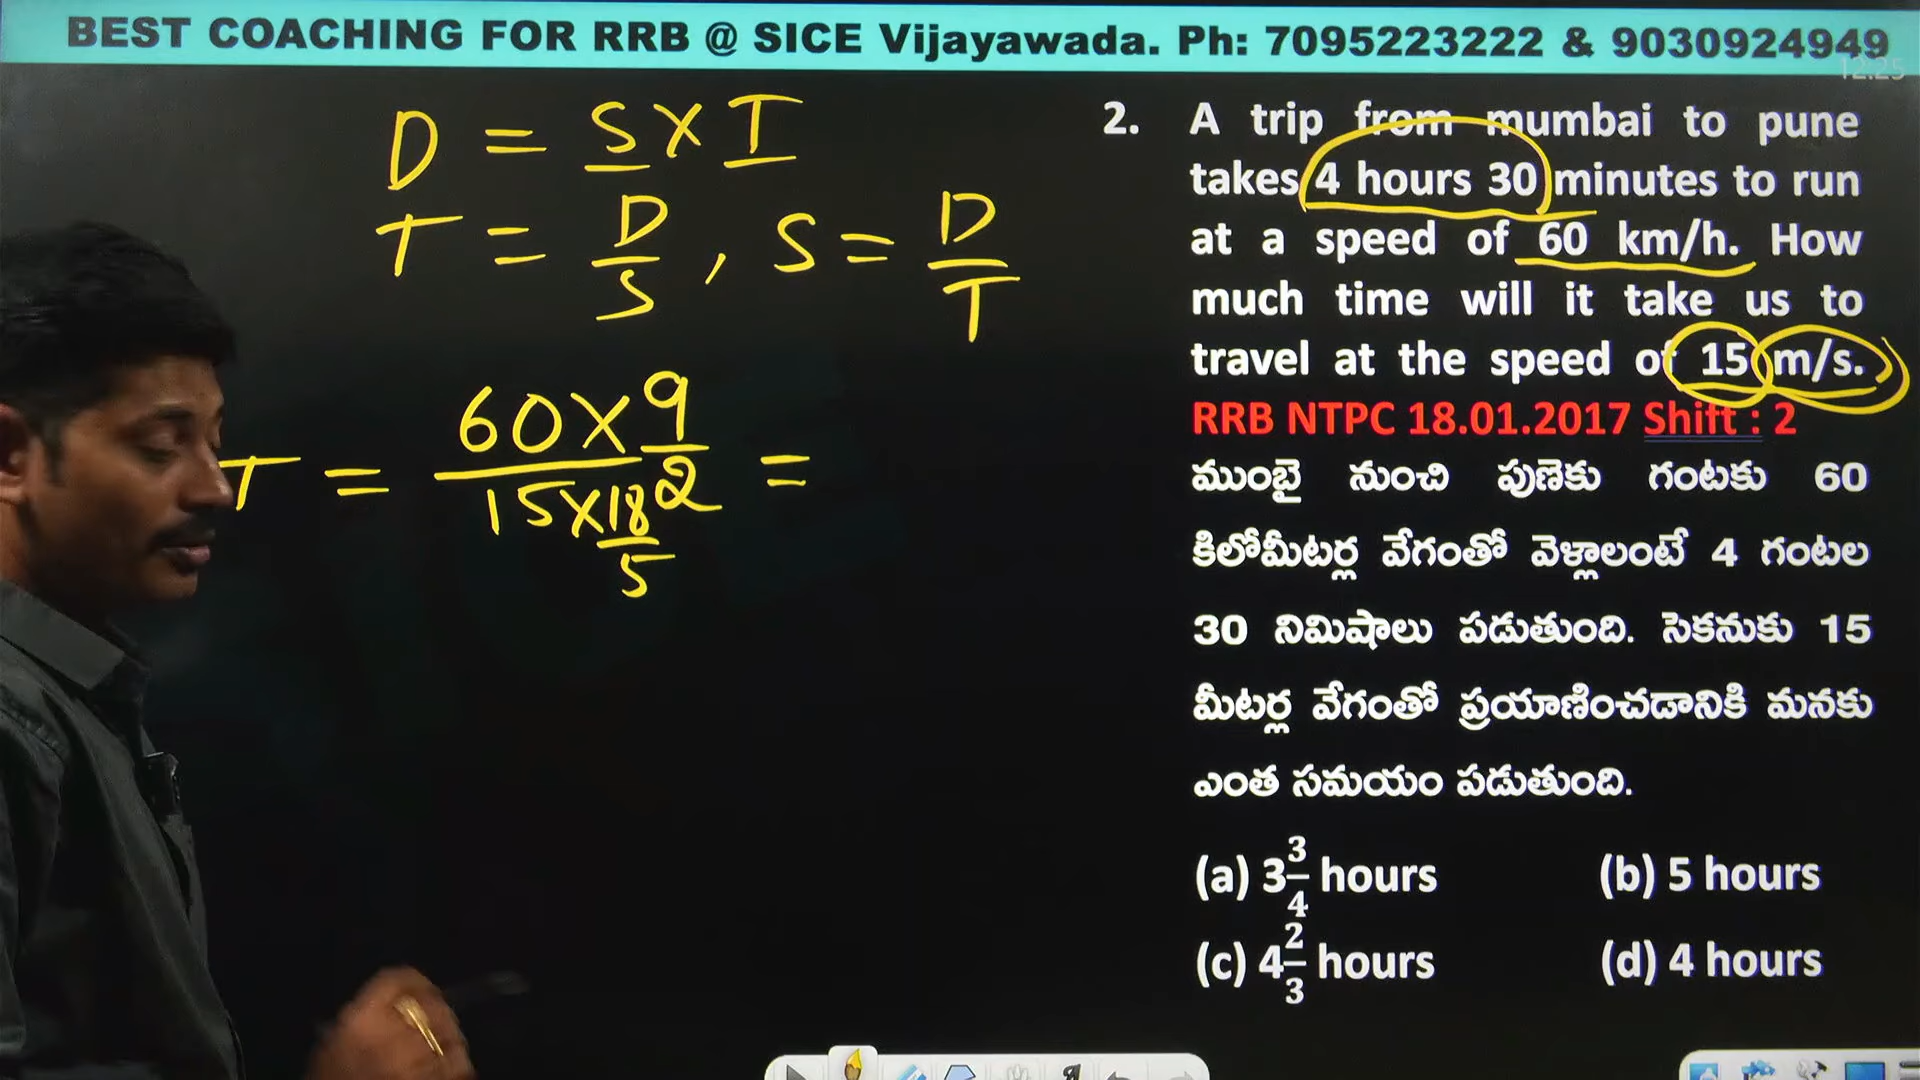 BEST COACHING FOR RRB @ SICE Vijayawada. Ph: 7095223222 & 9030924949
12:25
D = S X T
T = D/S , S = D/T
T = 60 X 9/2 / 15 X 18/5 =
2. A trip from mumbai to pune
takes 4 hours 30 minutes to run
at a speed of 60 km/h. How
much time will it take us to
travel at the speed of 15 m/s.
RRB NTPC 18.01.2017 Shift : 2
ముంబై నుంచి పుణెకు గంటకు 60
కిలోమీటర్ల వేగంతో వెళ్లాలంటే 4 గంటల
30 నిమిషాలు పడుతుంది. సెకనుకు 15
మీటర్ల వేగంతో ప్రయాణించడానికి మనకు
ఎంత సమయం పడుతుంది.
(a) 3 3/4 hours (b) 5 hours
(c) 4 2/3 hours (d) 4 hours